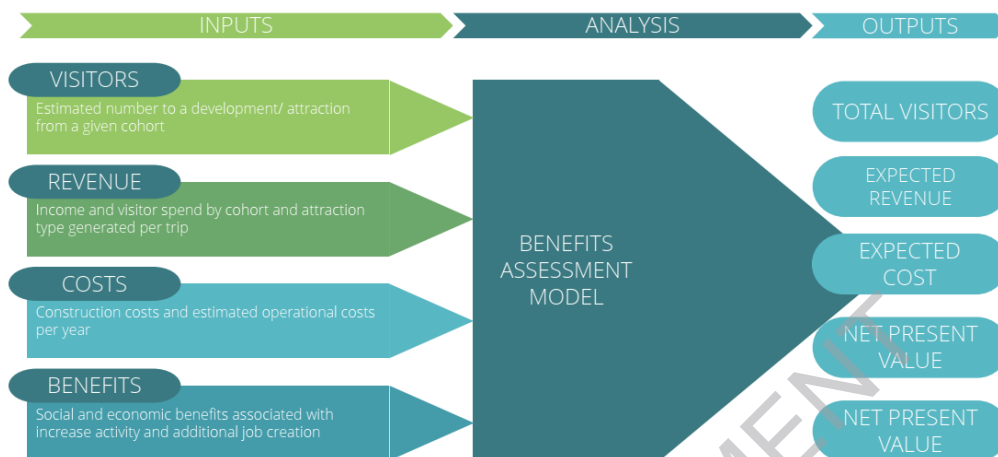 INPUTS
ANALYSIS
OUTPUTS
VISITORS
Estimated number to a development/ attraction
from a given cohort
REVENUE
Income and visitor spend by cohort and attraction
type generated per trip
COSTS
Construction costs and estimated operational costs
per year
BENEFITS
Social and economic benefits associated with
increase activity and additional job creation
BENEFITS
ASSESSMENT
MODEL
TOTAL VISITORS
EXPECTED
REVENUE
EXPECTED
COST
NET PRESENT
VALUE
NET PRESENT
VALUE